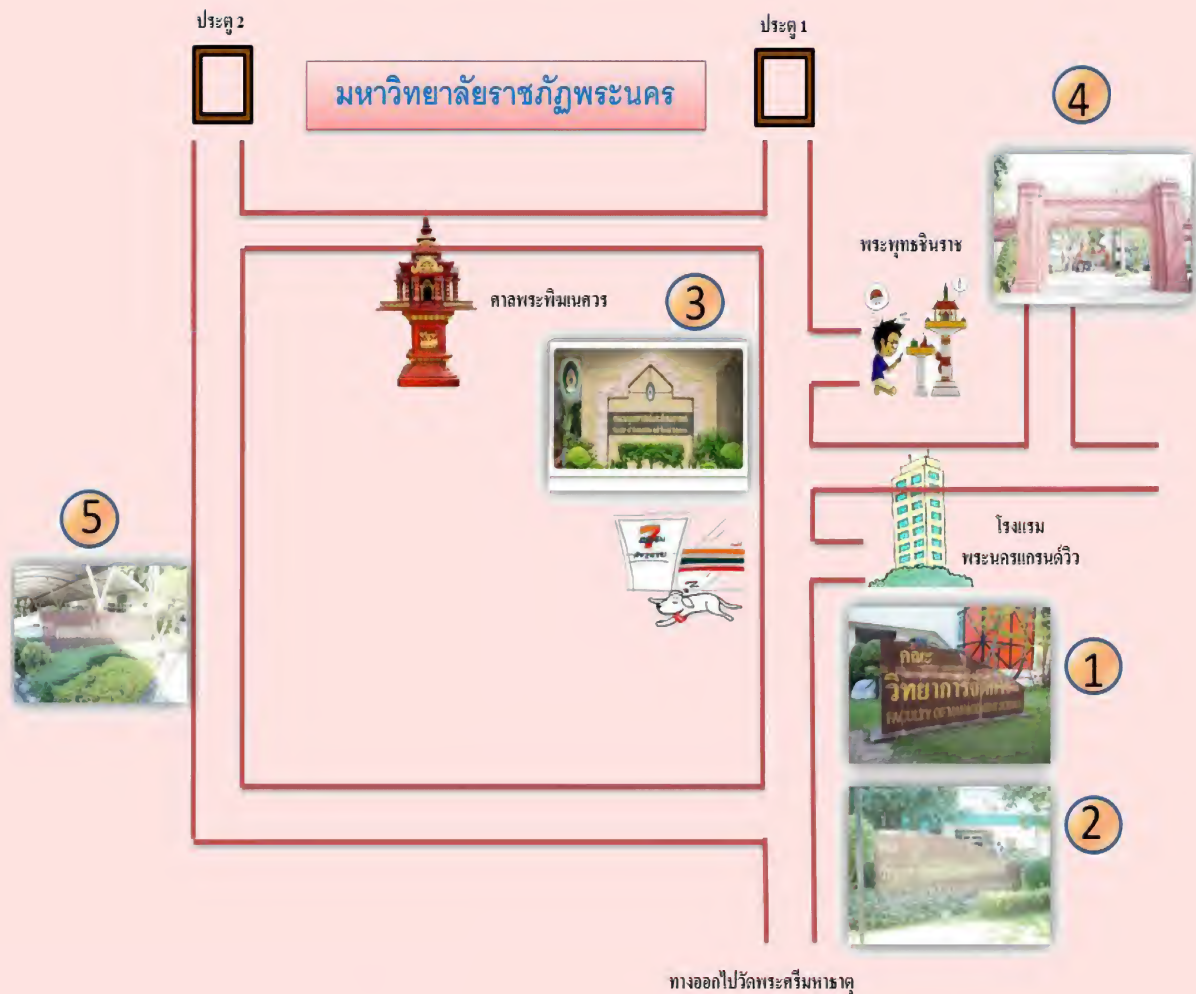 ประตู 2
ประตู 1
มหาวิทยาลัยราชภัฏพระนคร
4
พระพุทธชินราช
ศาลพระพิฆเนศวร
3
5
7
โรงแรม
พระนครแกรนด์วิว
คณะ
วิทยาการจัดการ
FACULTY OF MANAGEMENT SCIENCE
1
2
ทางออกไปวัดพระศรีมหาธาตุ